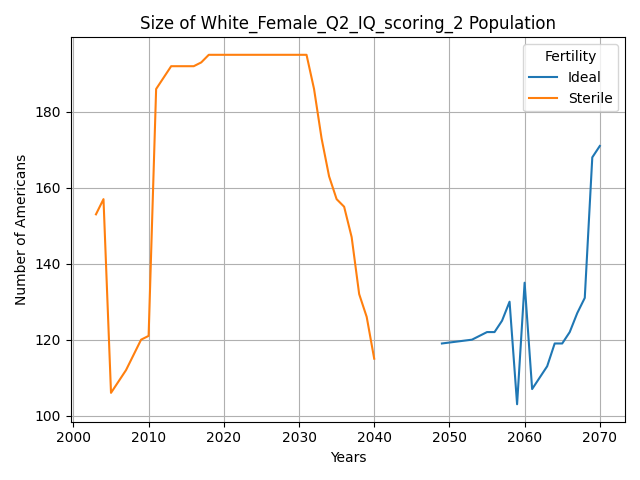 Size of White_Female_Q2_IQ_scoring_2 Population
Fertility
Ideal
Sterile
Number of Americans
180
160
140
120
100
2000 2010 2020 2030 2040 2050 2060 2070
Years